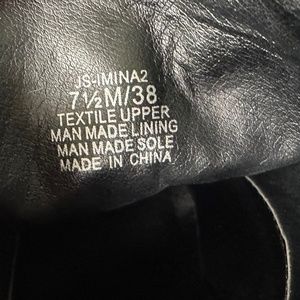 JS-IMINA2
7½M/38
TEXTILE UPPER
MAN MADE LINING
MAN MADE SOLE
MADE IN CHINA